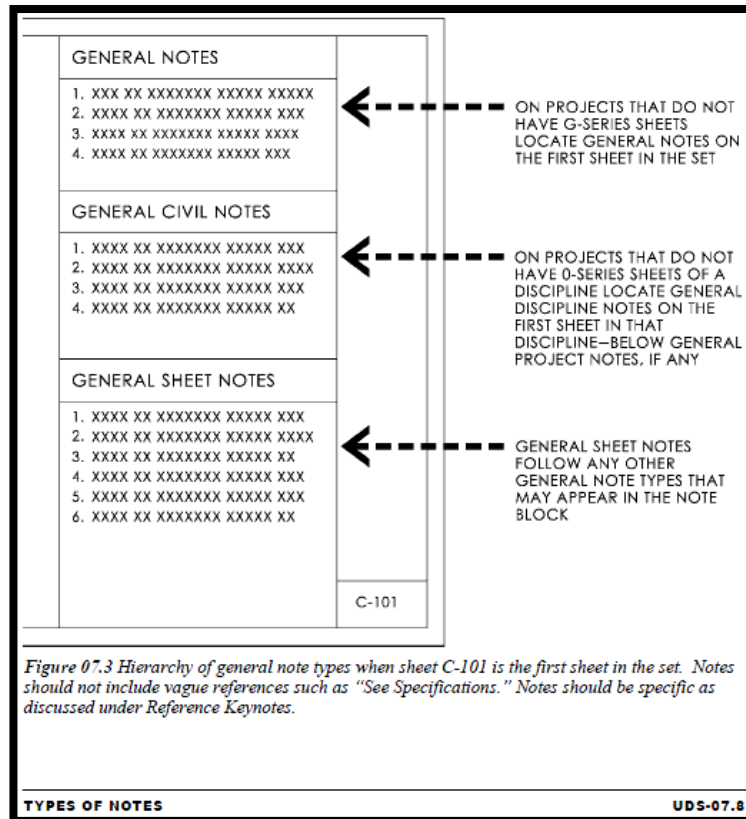 GENERAL NOTES
1. XXX XX XXXXXXX XXXXX XXXXX
2. XXXX XX XXXXXXX XXXXX XXX
3. XXXX XX XXXXXXX XXXXX XXXX
4. XXXX XX XXXXXXX XXXXX XXX
ON PROJECTS THAT DO NOT
HAVE G-SERIES SHEETS
LOCATE GENERAL NOTES ON
THE FIRST SHEET IN THE SET
GENERAL CIVIL NOTES
1. XXXX XX XXXXXXX XXXXX XXX
2. XXXX XX XXXXXXX XXXXX XXXX
3. XXXX XX XXXXXXX XXXXX XXX
4. XXXX XX XXXXXXX XXXXX XX
ON PROJECTS THAT DO NOT
HAVE 0-SERIES SHEETS OF A
DISCIPLINE LOCATE GENERAL
DISCIPLINE NOTES ON THE
FIRST SHEET IN THAT
DISCIPLINE—BELOW GENERAL
PROJECT NOTES, IF ANY
GENERAL SHEET NOTES
1. XXXX XX XXXXXXX XXXXX XXX
2. XXXX XX XXXXXXX XXXXX XXXX
3. XXXX XX XXXXXXX XXXXX XX
4. XXXX XX XXXXXXX XXXXX XXX
5. XXXX XX XXXXXXX XXXXX XXX
6. XXXX XX XXXXXXX XXXXX XX
GENERAL SHEET NOTES
FOLLOW ANY OTHER
GENERAL NOTE TYPES THAT
MAY APPEAR IN THE NOTE
BLOCK
C-101
Figure 07.3 Hierarchy of general note types when sheet C-101 is the first sheet in the set. Notes
should not include vague references such as “See Specifications.” Notes should be specific as
discussed under Reference Keynotes.
TYPES OF NOTES
UDS-07.8